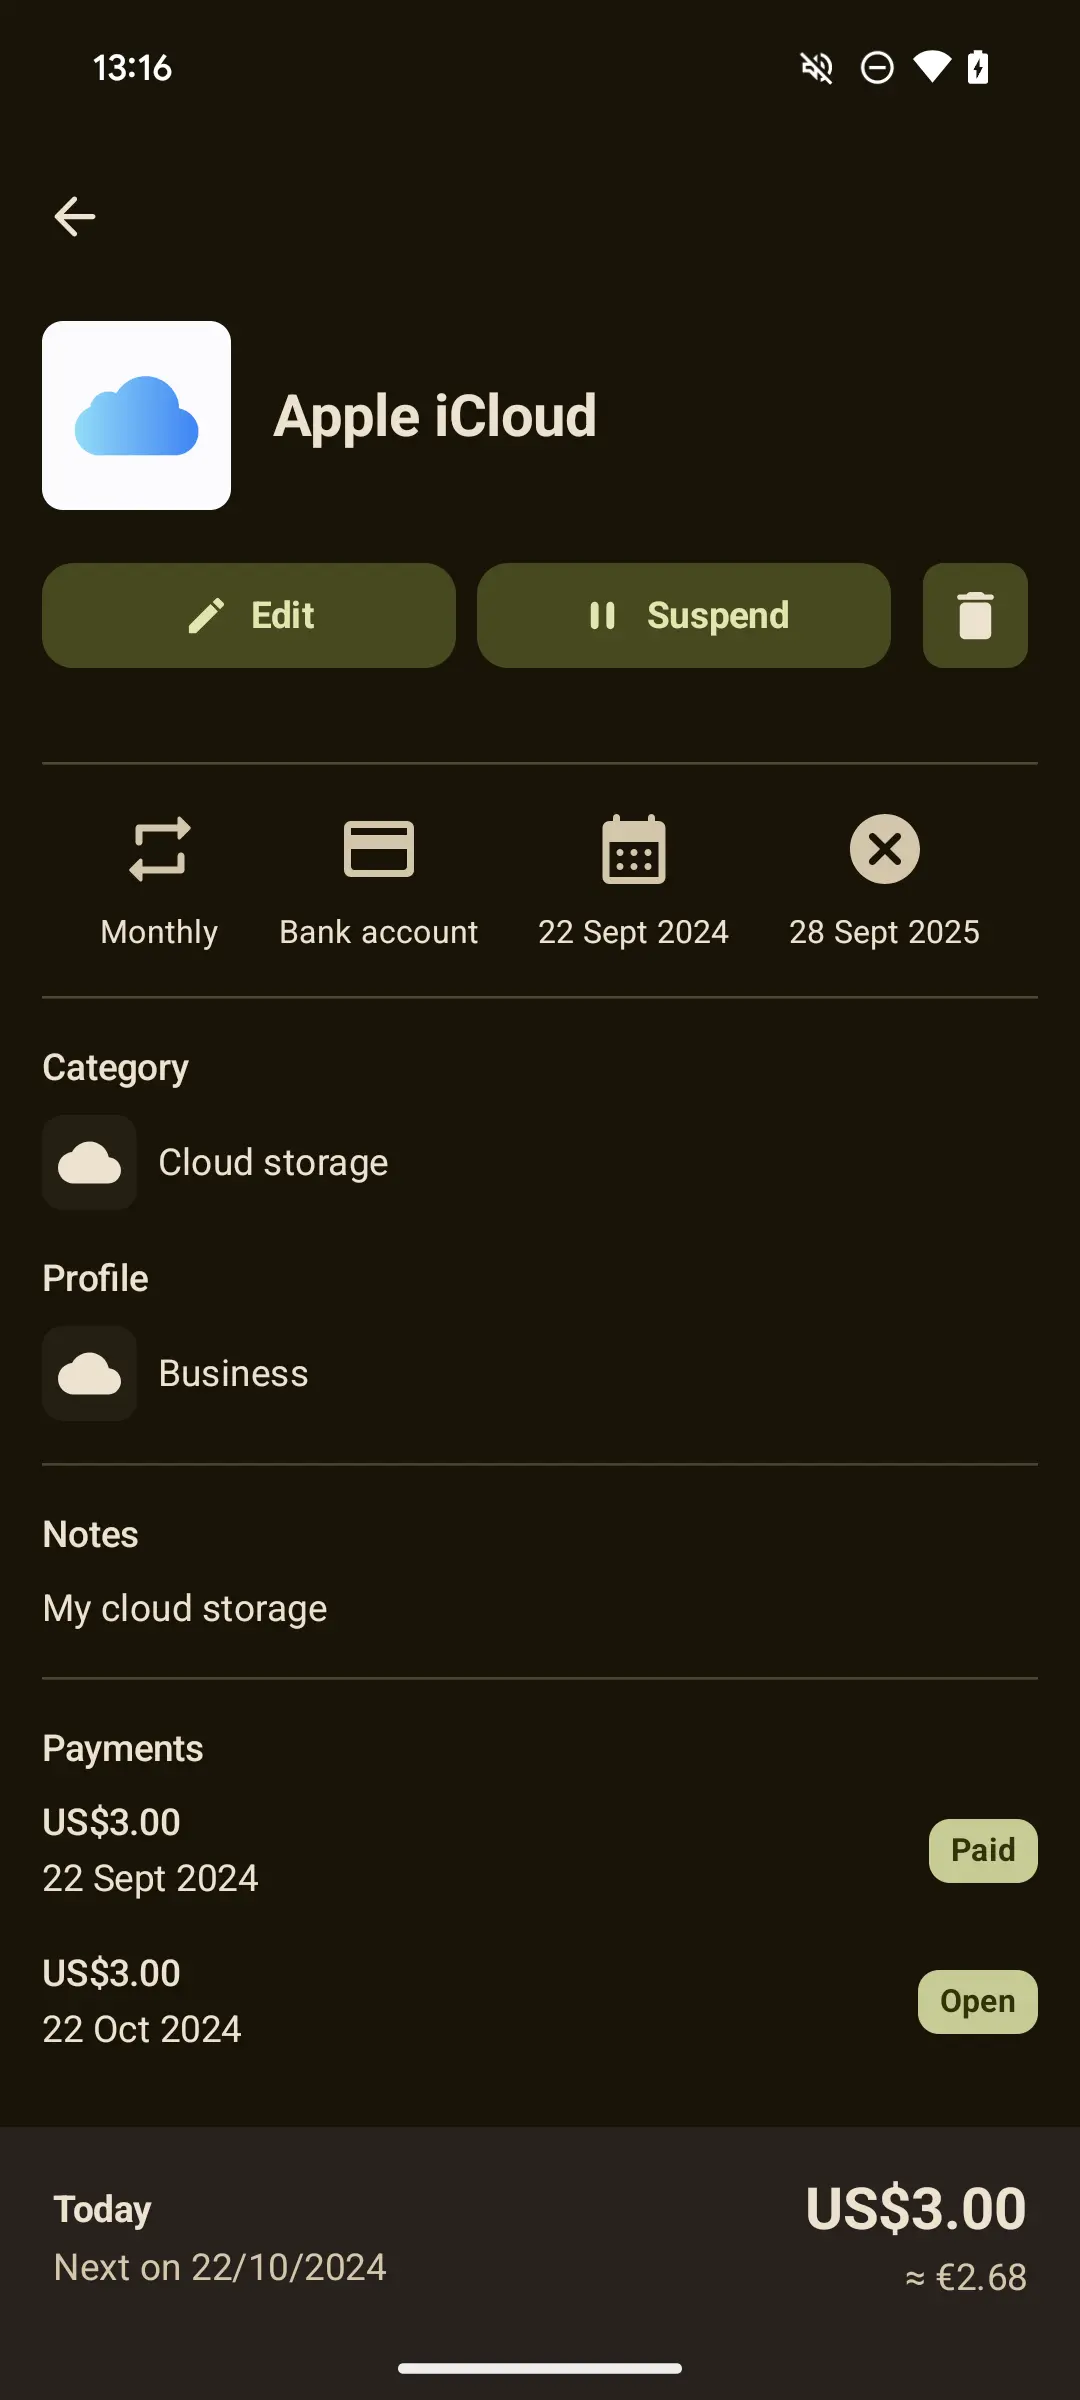 13:16
Apple iCloud
Edit
Suspend
Monthly
Bank account
22 Sept 2024
28 Sept 2025
Category
Cloud storage
Profile
Business
Notes
My cloud storage
Payments
US$3.00
22 Sept 2024
Paid
US$3.00
22 Oct 2024
Open
Today
US$3.00
Next on 22/10/2024
≈ €2.68